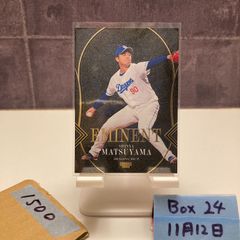 Dragons
90
EMINENT
SHINYA
MATSUYAMA
1500
Box 24
11月12日